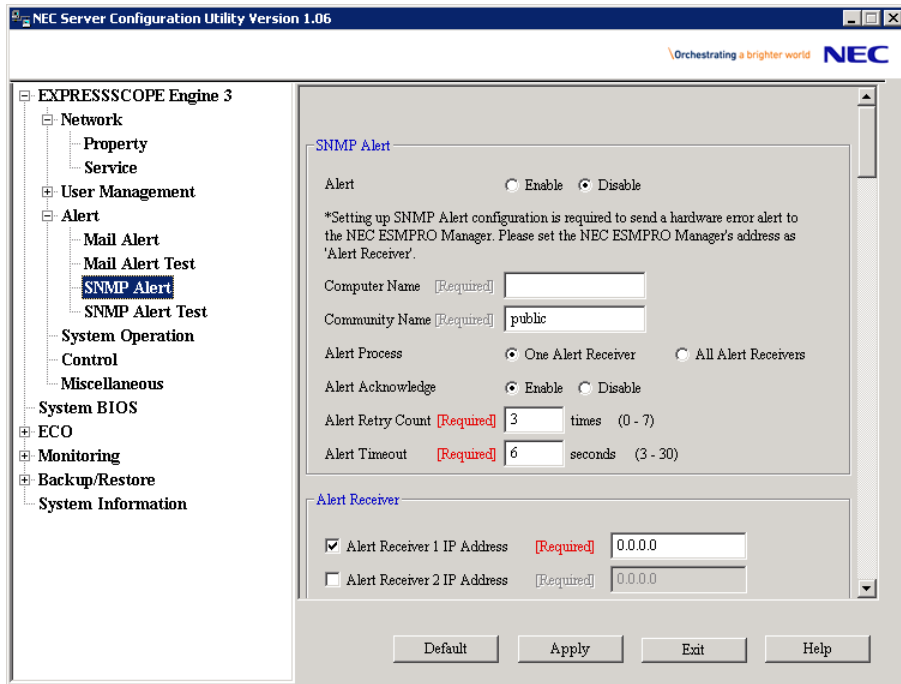 NEC Server Configuration Utility Version 1.06
\Orchestrating a brighter world NEC
EXPRESSSCOPE Engine 3
Network
Property
Service
User Management
Alert
Mail Alert
Mail Alert Test
SNMP Alert
SNMP Alert Test
System Operation
Control
Miscellaneous
System BIOS
ECO
Monitoring
Backup/Restore
System Information
SNMP Alert
Alert Enable Disable
*Setting up SNMP Alert configuration is required to send a hardware error alert to
the NEC ESMPRO Manager. Please set the NEC ESMPRO Manager's address as
'Alert Receiver'.
Computer Name [Required]
Community Name [Required] public
Alert Process One Alert Receiver All Alert Receivers
Alert Acknowledge Enable Disable
Alert Retry Count [Required] 3 times (0 - 7)
Alert Timeout [Required] 6 seconds (3 - 30)
Alert Receiver
Alert Receiver 1 IP Address [Required] 0.0.0.0
Alert Receiver 2 IP Address [Required] 0.0.0.0
Default Apply Exit Help